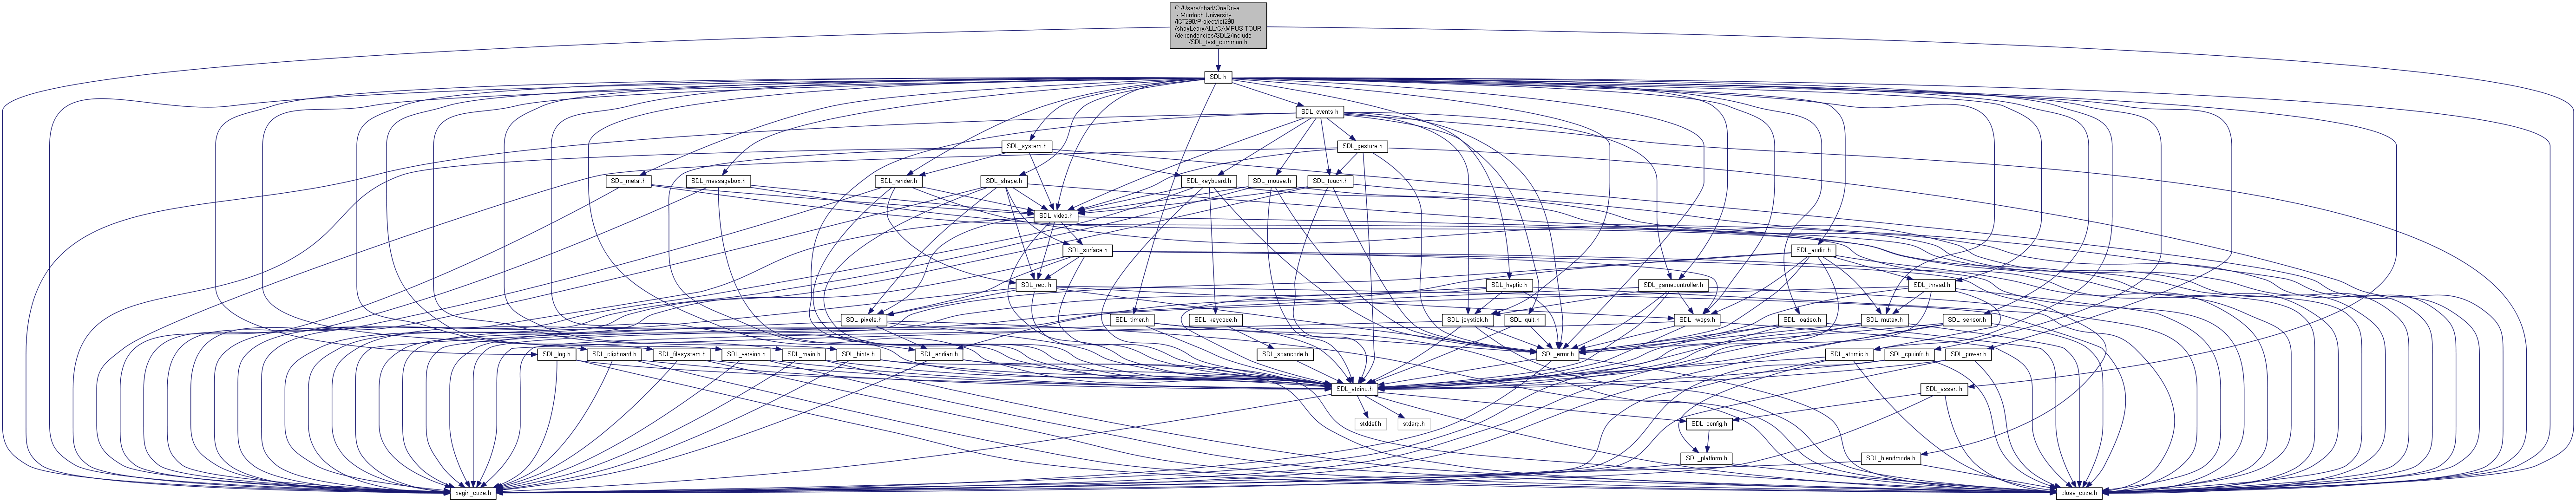 C:/Users/charl/OneDrive
- Murdoch University
/ICT290/Project/ict290
/shayLearyALL/CAMPUS TOUR
/dependencies/SDL2/include
/SDL_test_common.h
SDL.h
SDL_events.h
SDL_system.h
SDL_gesture.h
SDL_metal.h
SDL_messagebox.h
SDL_render.h
SDL_shape.h
SDL_keyboard.h
SDL_mouse.h
SDL_touch.h
SDL_video.h
SDL_surface.h
SDL_audio.h
SDL_rect.h
SDL_haptic.h
SDL_gamecontroller.h
SDL_thread.h
SDL_pixels.h
SDL_timer.h
SDL_keycode.h
SDL_joystick.h
SDL_quit.h
SDL_rwops.h
SDL_loadso.h
SDL_mutex.h
SDL_sensor.h
SDL_log.h
SDL_clipboard.h
SDL_filesystem.h
SDL_version.h
SDL_main.h
SDL_hints.h
SDL_endian.h
SDL_scancode.h
SDL_error.h
SDL_atomic.h
SDL_cpuinfo.h
SDL_power.h
SDL_stdinc.h
SDL_assert.h
stddef.h
stdarg.h
SDL_config.h
SDL_platform.h
SDL_blendmode.h
begin_code.h
close_code.h